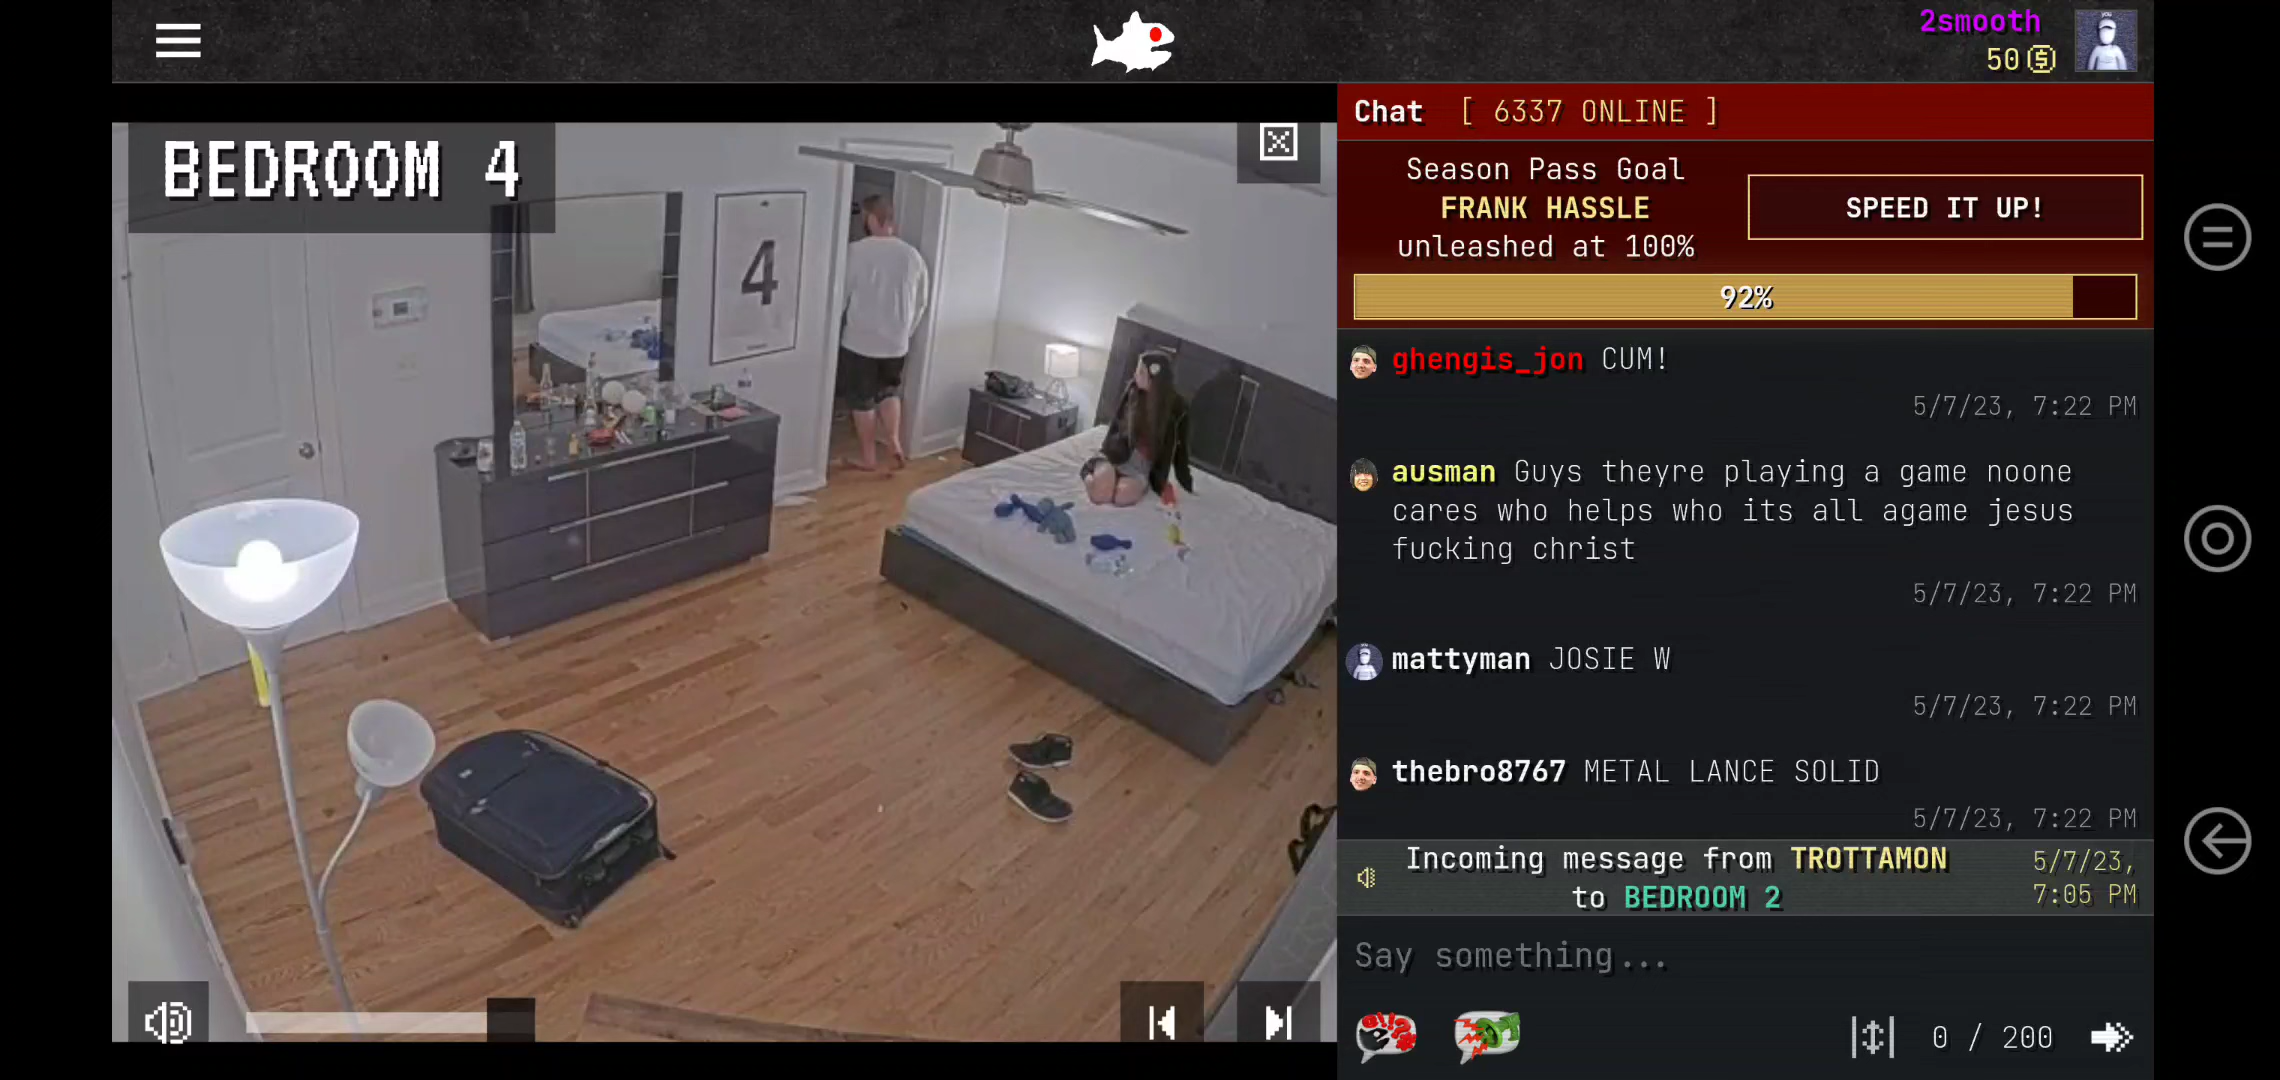 2smooth
50
BEDROOM 4
4
Chat [ 6337 ONLINE ]
Season Pass Goal
FRANK HASSLE
unleashed at 100%
SPEED IT UP!
92%
ghengis_jon CUM!
5/7/23, 7:22 PM
ausman Guys theyre playing a game noone
cares who helps who its all agame jesus
fucking christ
5/7/23, 7:22 PM
mattyman JOSIE W
5/7/23, 7:22 PM
thebro8767 METAL LANCE SOLID
5/7/23, 7:22 PM
Incoming message from TROTTAMON
to BEDROOM 2
5/7/23,
7:05 PM
Say something...
0 / 200